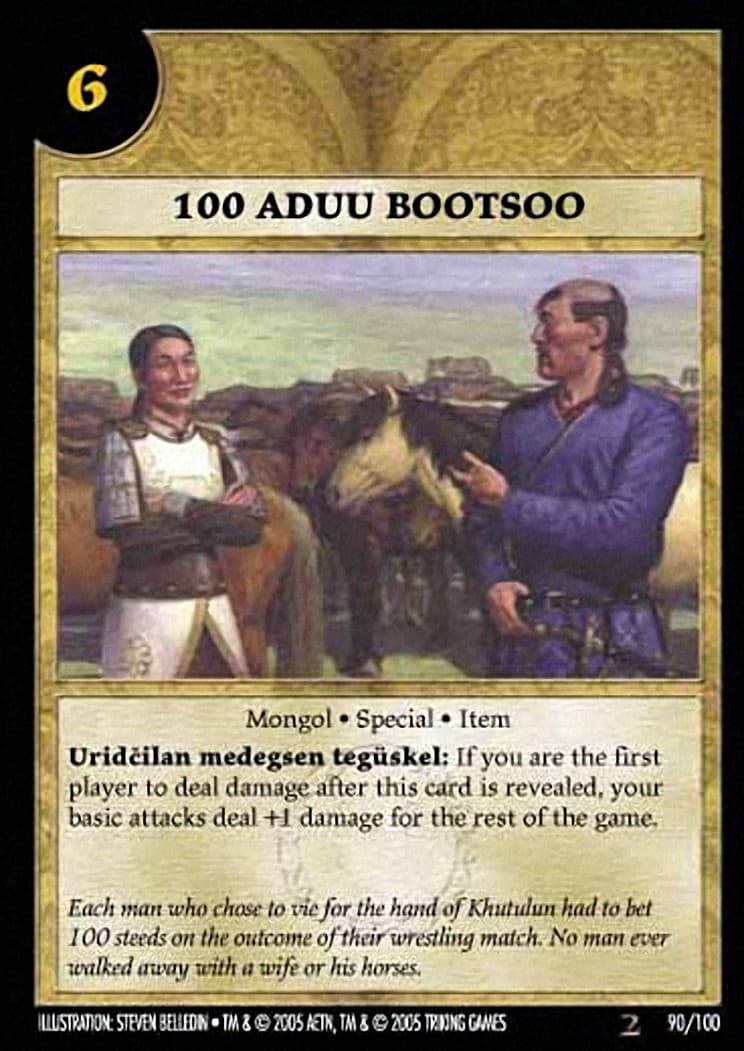 6
100 ADUU BOOTSOO
Mongol • Special • Item
Uridčilan medegsen tegüskel: If you are the first
player to deal damage after this card is revealed, your
basic attacks deal +1 damage for the rest of the game.
Each man who chose to vie for the hand of Khutulun had to bet
100 steeds on the outcome of their wrestling match. No man ever
walked away with a wife or his horses.
ILLUSTRATION: STEVEN BELLEDIN • TM & © 2005 AETN, TM & © 2005 TRIKING GAMES 2 90/100